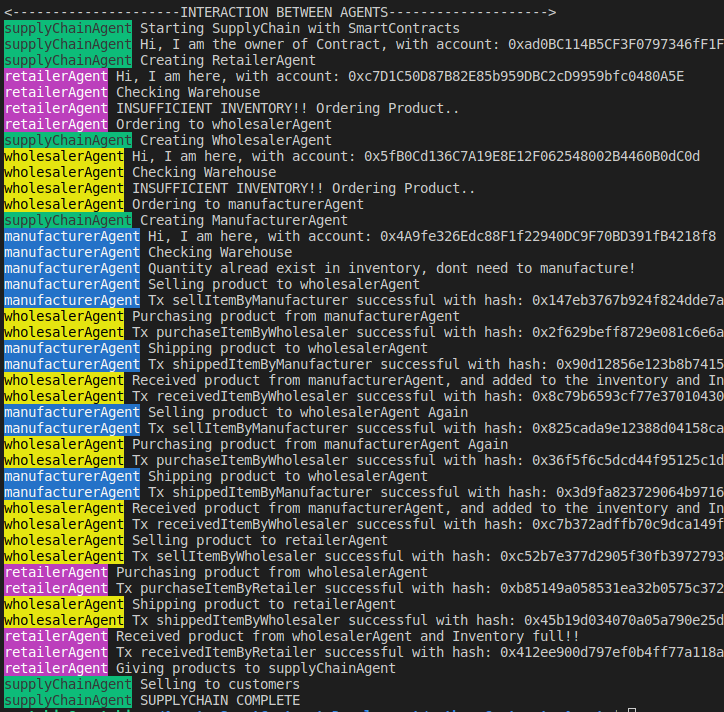 <---------------------INTERACTION BETWEEN AGENTS-------------------->
supplyChainAgent Starting SupplyChain with SmartContracts
supplyChainAgent Hi, I am the owner of Contract, with account: 0xad0BC114B5CF3F0797346fF1F
supplyChainAgent Creating RetailerAgent
retailerAgent Hi, I am here, with account: 0xc7D1C50D87B82E85b959DBC2cD9959bfc0480A5E
retailerAgent Checking Warehouse
retailerAgent INSUFFICIENT INVENTORY!! Ordering Product..
retailerAgent Ordering to wholesalerAgent
supplyChainAgent Creating WholesalerAgent
wholesalerAgent Hi, I am here, with account: 0x5fB0Cd136C7A19E8E12F062548002B4460B0dC0d
wholesalerAgent Checking Warehouse
wholesalerAgent INSUFFICIENT INVENTORY!! Ordering Product..
wholesalerAgent Ordering to manufacturerAgent
supplyChainAgent Creating ManufacturerAgent
manufacturerAgent Hi, I am here, with account: 0x4A9fe326Edc88F1f22940DC9F70BD391fB4218f8
manufacturerAgent Checking Warehouse
manufacturerAgent Quantity alread exist in inventory, dont need to manufacture!
manufacturerAgent Selling product to wholesalerAgent
manufacturerAgent Tx sellItemByManufacturer successful with hash: 0x147eb3767b924f824dde7a
wholesalerAgent Purchasing product from manufacturerAgent
wholesalerAgent Tx purchaseItemByWholesaler successful with hash: 0x2f629beff8729e081c6e6a
manufacturerAgent Shipping product to wholesalerAgent
manufacturerAgent Tx shippedItemByManufacturer successful with hash: 0x90d12856e123b8b7415
wholesalerAgent Received product from manufacturerAgent, and added to the inventory and In
wholesalerAgent Tx receivedItemByWholesaler successful with hash: 0x8c79b6593cf77e37010430
manufacturerAgent Selling product to wholesalerAgent Again
manufacturerAgent Tx sellItemByManufacturer successful with hash: 0x825cada9e12388d04158ca
wholesalerAgent Purchasing product from manufacturerAgent Again
wholesalerAgent Tx purchaseItemByWholesaler successful with hash: 0x36f5f6c5dcd44f95125c1d
manufacturerAgent Shipping product to wholesalerAgent
manufacturerAgent Tx shippedItemByManufacturer successful with hash: 0x3d9fa823729064b9716
wholesalerAgent Received product from manufacturerAgent, and added to the inventory and In
wholesalerAgent Tx receivedItemByWholesaler successful with hash: 0xc7b372adffb70c9dca149f
wholesalerAgent Selling product to retailerAgent
wholesalerAgent Tx sellItemByWholesaler successful with hash: 0xc52b7e377d2905f30fb3972793
retailerAgent Purchasing product from wholesalerAgent
retailerAgent Tx purchaseItemByRetailer successful with hash: 0xb85149a058531ea32b0575c372
wholesalerAgent Shipping product to retailerAgent
wholesalerAgent Tx shippedItemByWholesaler successful with hash: 0x45b19d034070a05a790e25d
retailerAgent Received product from wholesalerAgent and Inventory full!!
retailerAgent Tx receivedItemByRetailer successful with hash: 0x412ee900d797ef0b4ff77a118a
retailerAgent Giving products to supplyChainAgent
supplyChainAgent Selling to customers
supplyChainAgent SUPPLYCHAIN COMPLETE